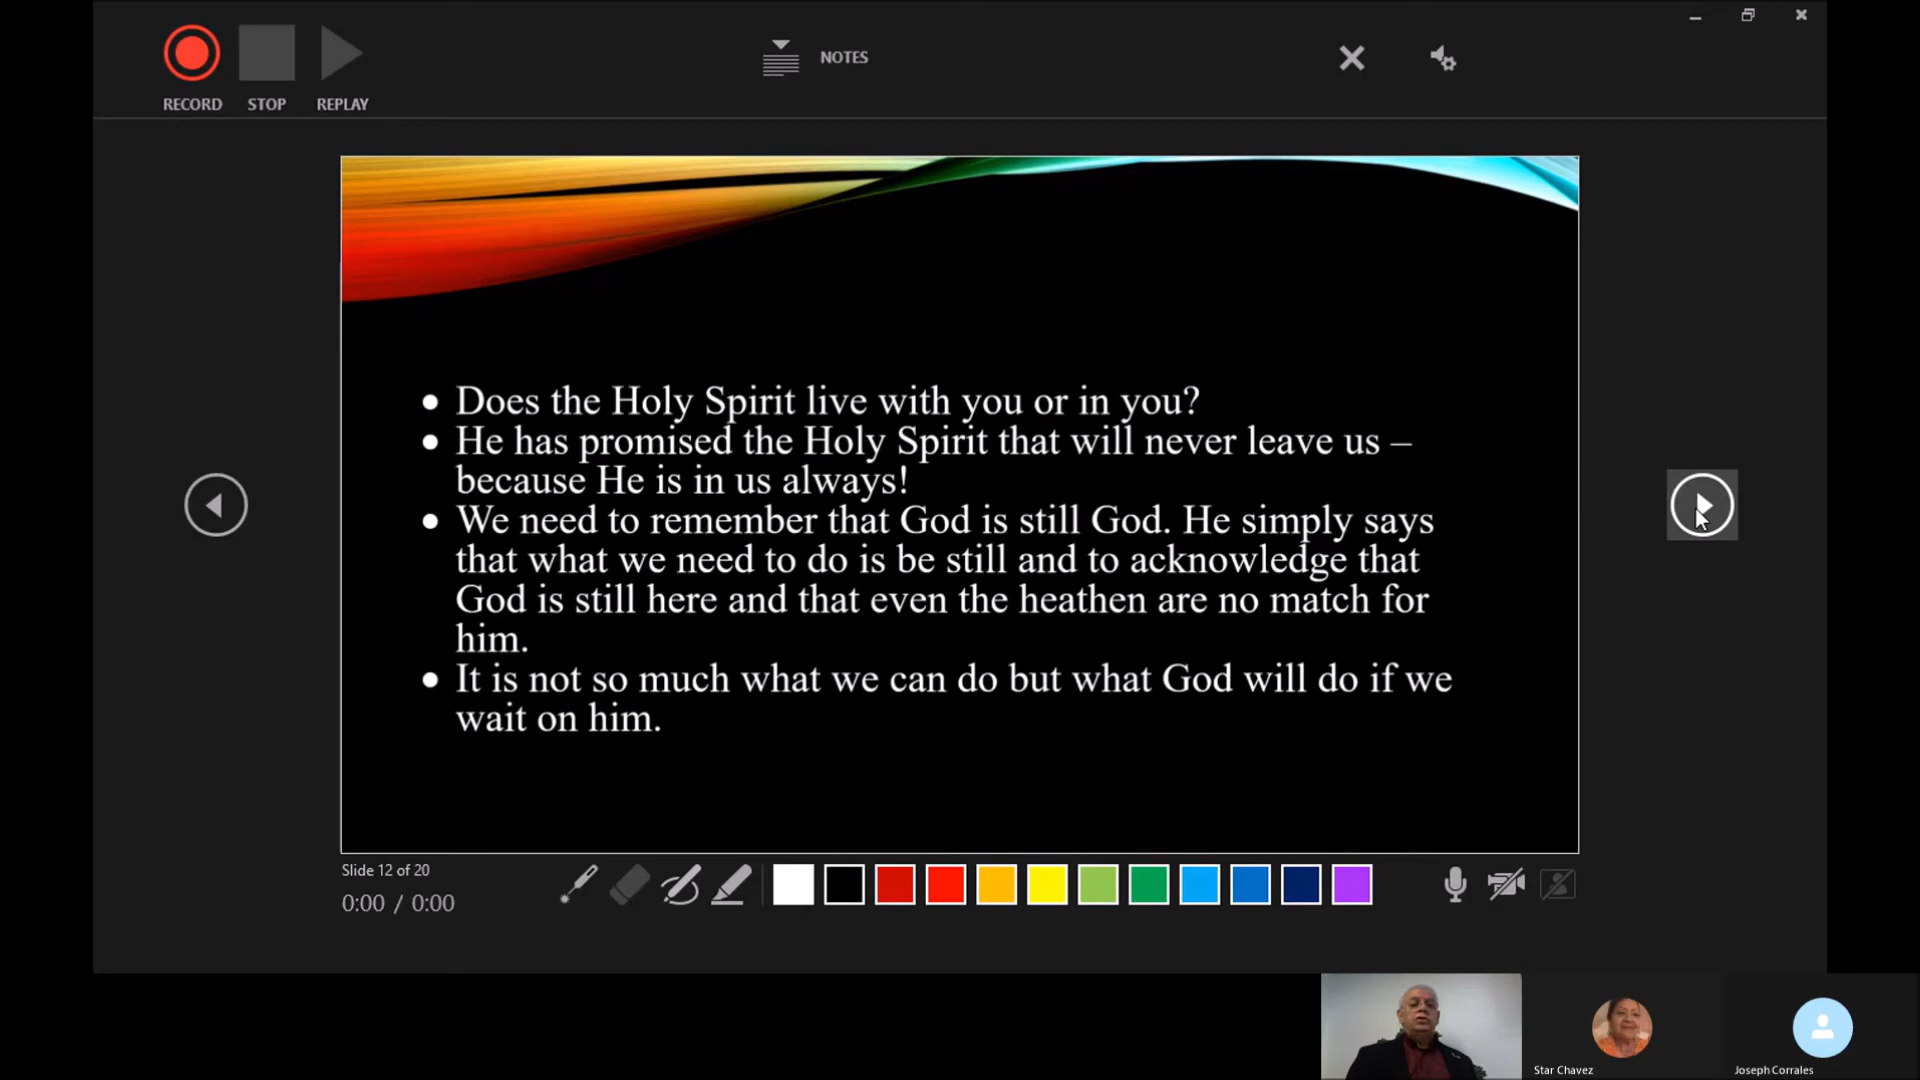 RECORD
STOP
REPLAY
NOTES
• Does the Holy Spirit live with you or in you?
• He has promised the Holy Spirit that will never leave us –
because He is in us always!
• We need to remember that God is still God. He simply says
that what we need to do is be still and to acknowledge that
God is still here and that even the heathen are no match for
him.
• It is not so much what we can do but what God will do if we
wait on him.
Slide 12 of 20
0:00 / 0:00
Star Chavez
Joseph Corrales